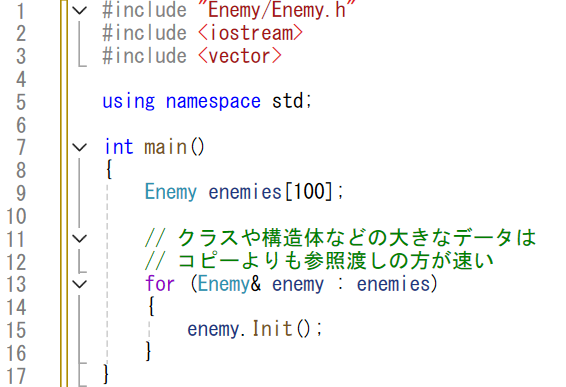 1 #include "Enemy/Enemy.h"
2 #include <iostream>
3 #include <vector>
4
5 using namespace std;
6
7 int main()
8 {
9 Enemy enemies[100];
10
11 // クラスや構造体などの大きなデータは
12 // コピーよりも参照渡しの方が速い
13 for (Enemy& enemy : enemies)
14 {
15 enemy.Init();
16 }
17 }